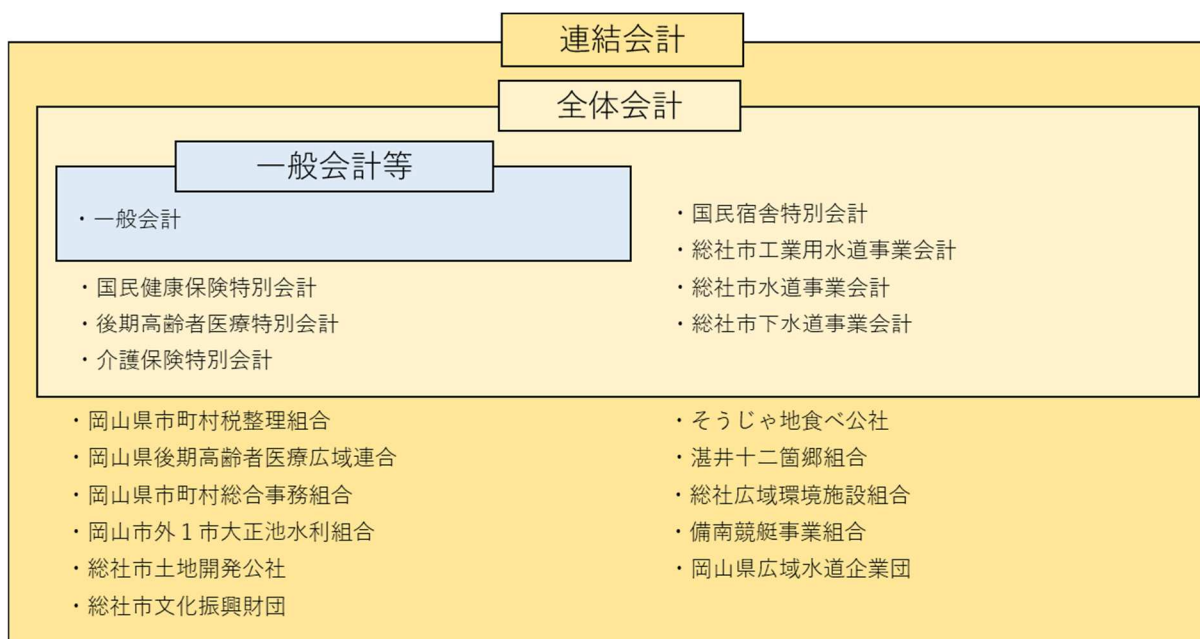 連結会計
全体会計
一般会計等
・一般会計
・国民健康保険特別会計
・後期高齢者医療特別会計
・介護保険特別会計
・国民宿舎特別会計
・総社市工業用水道事業会計
・総社市水道事業会計
・総社市下水道事業会計
・岡山県市町村税整理組合
・岡山県後期高齢者医療広域連合
・岡山県市町村総合事務組合
・岡山市外１市大正池水利組合
・総社市土地開発公社
・総社市文化振興財団
・そうじゃ地食べ公社
・湛井十二箇郷組合
・総社広域環境施設組合
・備南競艇事業組合
・岡山県広域水道企業団